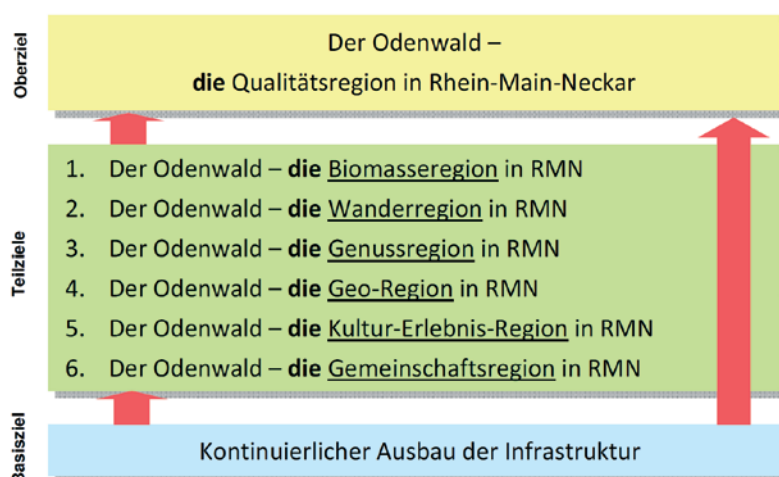 Oberziel
Der Odenwald –
die Qualitätsregion in Rhein-Main-Neckar
Teilziele
1. Der Odenwald – die Biomasseregion in RMN
2. Der Odenwald – die Wanderregion in RMN
3. Der Odenwald – die Genussregion in RMN
4. Der Odenwald – die Geo-Region in RMN
5. Der Odenwald – die Kultur-Erlebnis-Region in RMN
6. Der Odenwald – die Gemeinschaftsregion in RMN
Basisziel
Kontinuierlicher Ausbau der Infrastruktur